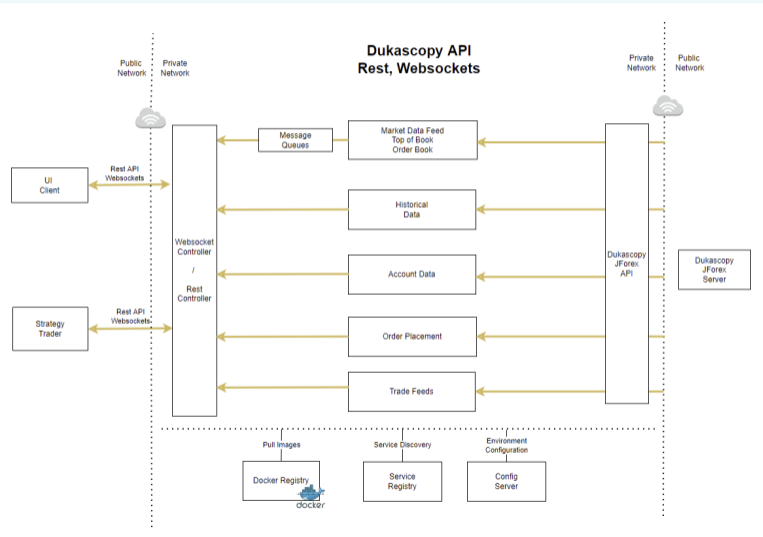 Dukascopy API
Rest, Websockets
Public
Network
Private
Network
Private
Network
Public
Network
Message
Queues
Market Data Feed
Top of Book
Order Book
UI
Client
Rest API
Websockets
Historical
Data
Websocket
Controller
/
Rest
Controller
Account Data
Dukascopy
JForex
API
Dukascopy
JForex
Server
Strategy
Trader
Rest API
Websockets
Order Placement
Trade Feeds
Pull Images
Service Discovery
Environment
Configuration
Docker Registry
docker
Service
Registry
Config
Server